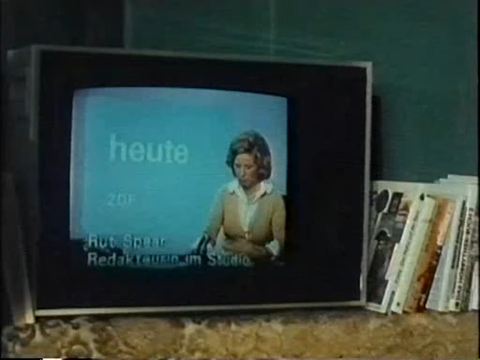 heute
ZDF
Rut Speer
Redakteurin im Studio